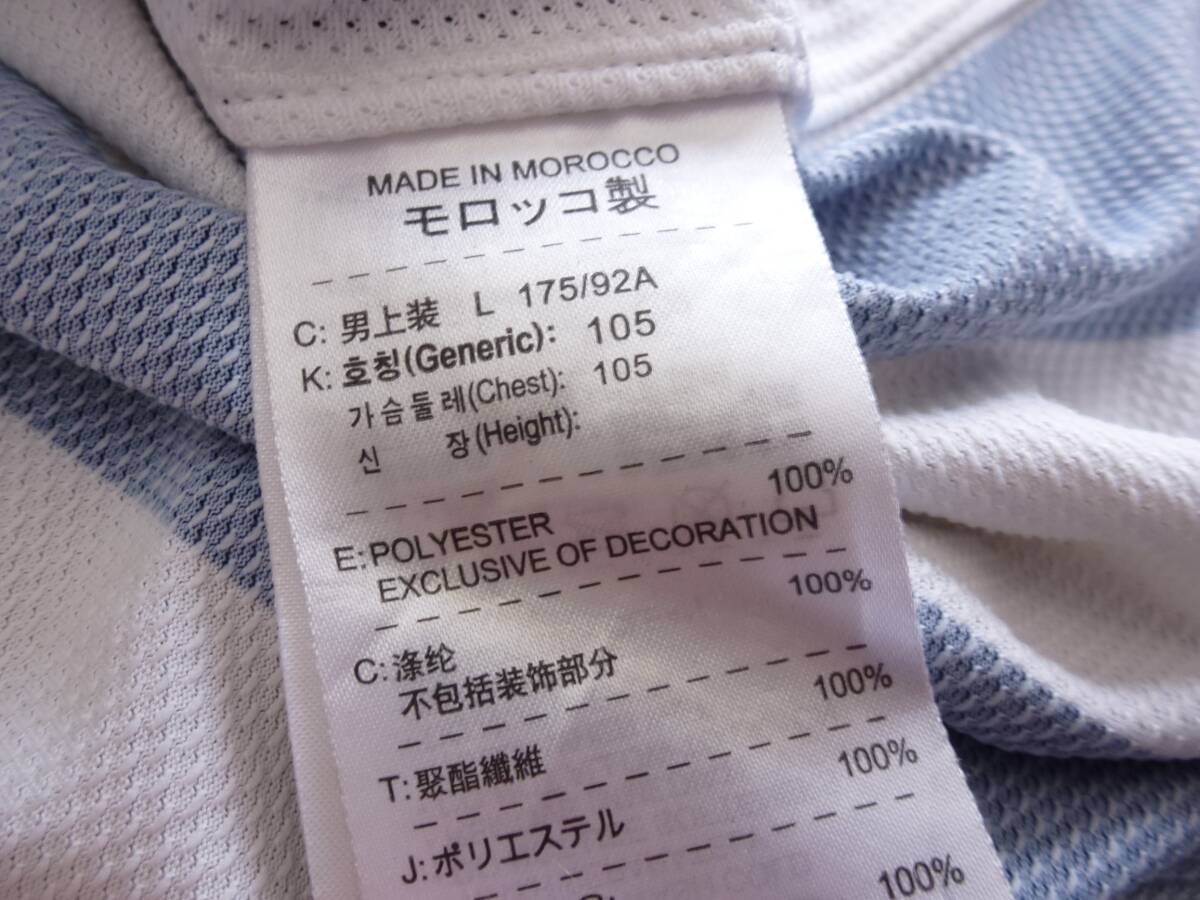 MADE IN MOROCCO
モロッコ製
C: 男上装 L 175/92A
K: 호칭(Generic): 105
가슴둘레(Chest): 105
신 장(Height):
100%
E: POLYESTER
EXCLUSIVE OF DECORATION
100%
C: 涤纶
不包括装饰部分
100%
T: 聚酯纖維
100%
J: ポリエステル
100%